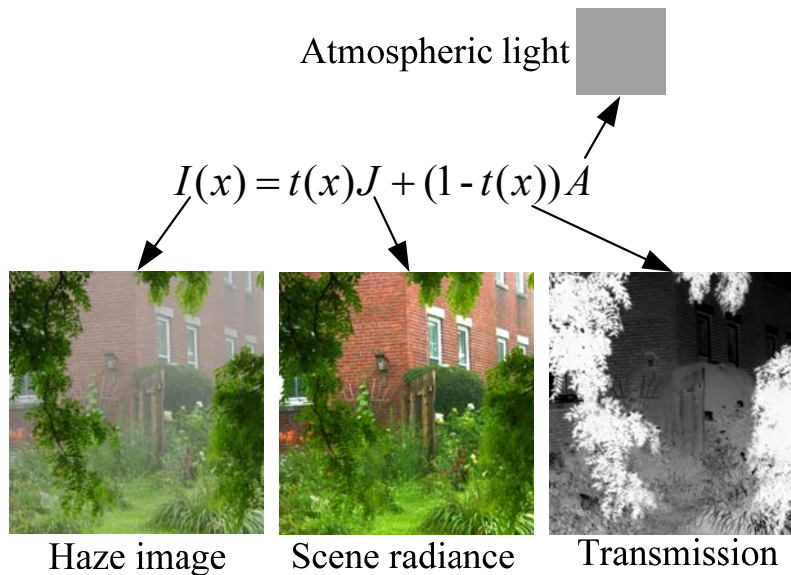 Atmospheric light
I(x) = t(x)J + (1 - t(x))A
Haze image
Scene radiance
Transmission